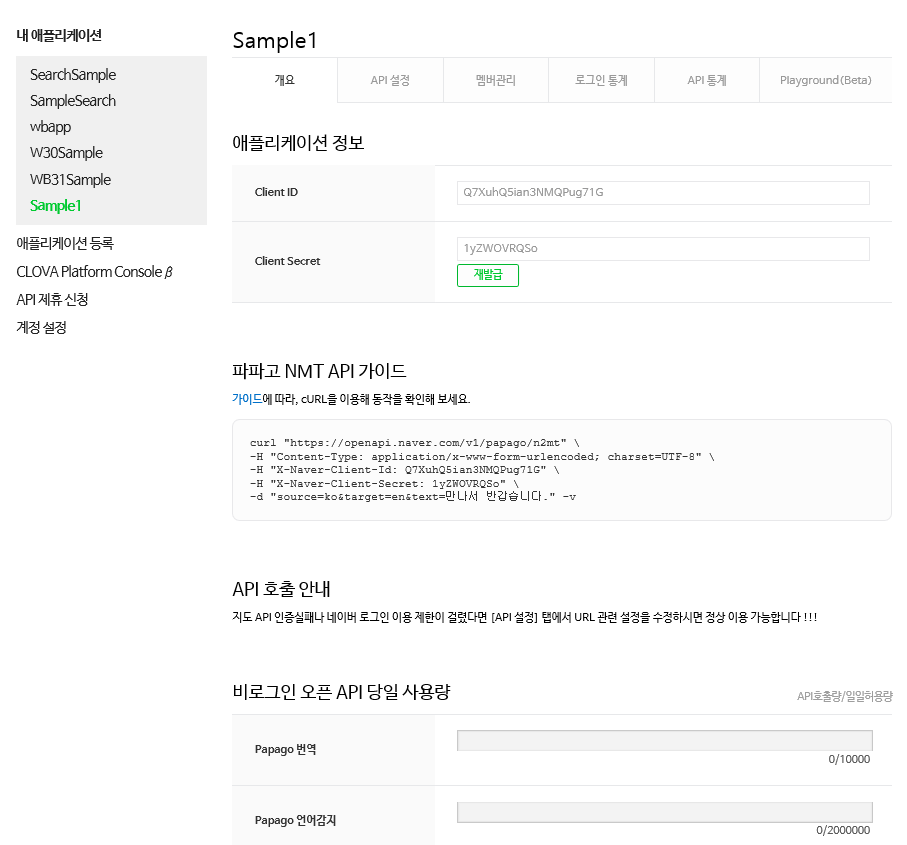 내 애플리케이션
SearchSample
SampleSearch
wbapp
W30Sample
WB31Sample
Sample1
애플리케이션 등록
CLOVA Platform Console β
API 제휴 신청
계정 설정
Sample1
개요 API 설정 멤버관리 로그인 통계 API 통계 Playground(Beta)
애플리케이션 정보
Client ID Q7XuhQ5ian3NMQPug71G
Client Secret 1yZWOVRQSo
재발급
파파고 NMT API 가이드
가이드에 따라, cURL을 이용해 동작을 확인해 보세요.
curl "https://openapi.naver.com/v1/papago/n2mt" \
-H "Content-Type: application/x-www-form-urlencoded; charset=UTF-8" \
-H "X-Naver-Client-Id: Q7XuhQ5ian3NMQPug71G" \
-H "X-Naver-Client-Secret: 1yZWOVRQSo" \
-d "source=ko&target=en&text=만나서 반갑습니다." -v
API 호출 안내
지도 API 인증실패나 네이버 로그인 이용 제한이 걸렸다면 [API 설정] 탭에서 URL 관련 설정을 수정하시면 정상 이용 가능합니다 !!!
비로그인 오픈 API 당일 사용량
API호출량/일일허용량
Papago 번역
0/10000
Papago 언어감지
0/2000000